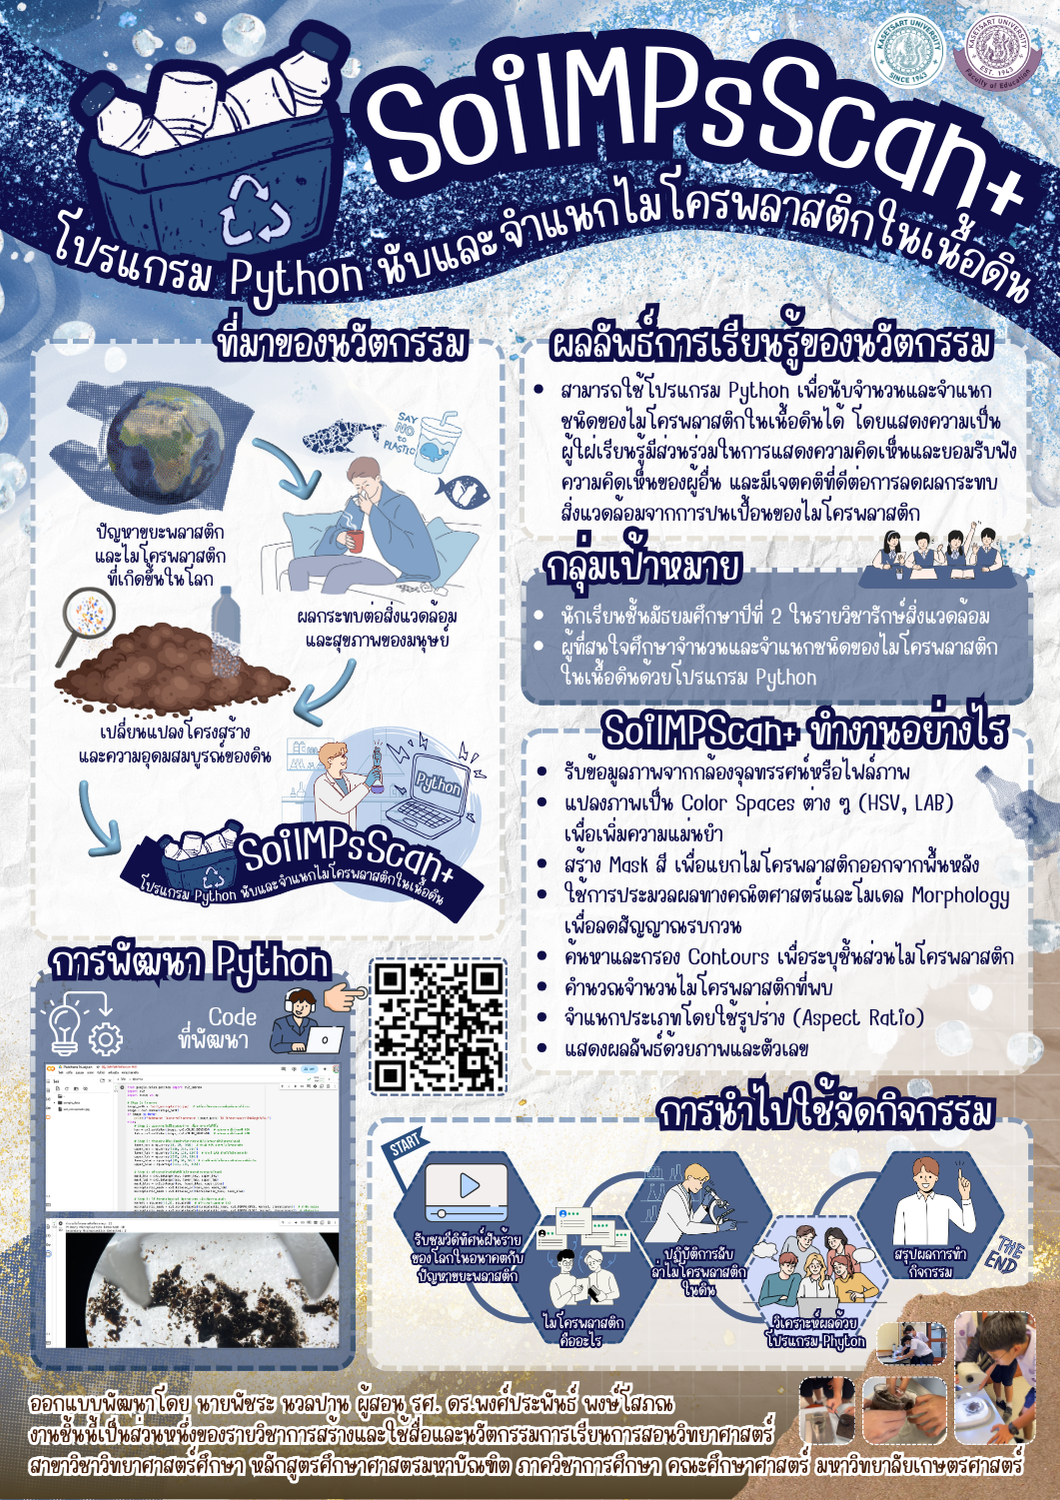 KASETSART UNIVERSITY
SINCE 1943
KASETSART UNIVERSITY
EST. 1943
Faculty of Education
SoilMPsScan+
โปรแกรม Python นับและจำแนกไมโครพลาสติกในเนื้อดิน
ที่มาของนวัตกรรม
SAY
NO
to
PLASTIC
ปัญหาขยะพลาสติก
และไมโครพลาสติก
ที่เกิดขึ้นในโลก
ผลกระทบต่อสิ่งแวดล้อม
และสุขภาพของมนุษย์
เปลี่ยนแปลงโครงสร้าง
และความอุดมสมบูรณ์ของดิน
Python
SoilMPsScan+
โปรแกรม Python นับและจำแนกไมโครพลาสติกในเนื้อดิน
ผลลัพธ์การเรียนรู้ของนวัตกรรม
• สามารถใช้โปรแกรม Python เพื่อนับจำนวนและจำแนก
ชนิดของไมโครพลาสติกในเนื้อดินได้ โดยแสดงความเป็น
ผู้ใฝ่เรียนรู้มีส่วนร่วมในการแสดงความคิดเห็นและยอมรับฟัง
ความคิดเห็นของผู้อื่น และมีเจตคติที่ดีต่อการลดผลกระทบ
สิ่งแวดล้อมจากการปนเปื้อนของไมโครพลาสติก
กลุ่มเป้าหมาย
• นักเรียนชั้นมัธยมศึกษาปีที่ 2 ในรายวิชารักษ์สิ่งแวดล้อม
• ผู้ที่สนใจศึกษาจำนวนและจำแนกชนิดของไมโครพลาสติก
ในเนื้อดินด้วยโปรแกรม Python
SoilMPScan+ ทำงานอย่างไร
• รับข้อมูลภาพจากกล้องจุลทรรศน์หรือไฟล์ภาพ
• แปลงภาพเป็น Color Spaces ต่าง ๆ (HSV, LAB)
เพื่อเพิ่มความแม่นยำ
• สร้าง Mask สี เพื่อแยกไมโครพลาสติกออกจากพื้นหลัง
• ใช้การประมวลผลทางคณิตศาสตร์และโมเดล Morphology
เพื่อลดสัญญาณรบกวน
• ค้นหาและกรอง Contours เพื่อระบุชิ้นส่วนไมโครพลาสติก
• คำนวณจำนวนไมโครพลาสติกที่พบ
• จำแนกประเภทโดยใช้รูปร่าง (Aspect Ratio)
• แสดงผลลัพธ์ด้วยภาพและตัวเลข
การพัฒนา Python
Code
ที่พัฒนา
การนำไปใช้จัดกิจกรรม
START
รับชมวีดิทัศน์ฝันร้าย
ของโลกในอนาคตกับ
ปัญหาขยะพลาสติก
ไมโครพลาสติก
คืออะไร
ปฏิบัติการลับ
ล่าไมโครพลาสติก
ในดิน
วิเคราะห์ผลด้วย
โปรแกรม Phyton
สรุปผลการทำ
กิจกรรม
THE
END
ออกแบบพัฒนาโดย นายพัชระ นวลปาน ผู้สอน รศ. ดร.พงศ์ประพันธ์ พงษ์โสภณ
งานชิ้นนี้เป็นส่วนหนึ่งของรายวิชาการสร้างและใช้สื่อและนวัตกรรมการเรียนการสอนวิทยาศาสตร์
สาขาวิชาวิทยาศาสตร์ศึกษา หลักสูตรศึกษาศาสตรมหาบัณฑิต ภาควิชาการศึกษา คณะศึกษาศาสตร์ มหาวิทยาลัยเกษตรศาสตร์